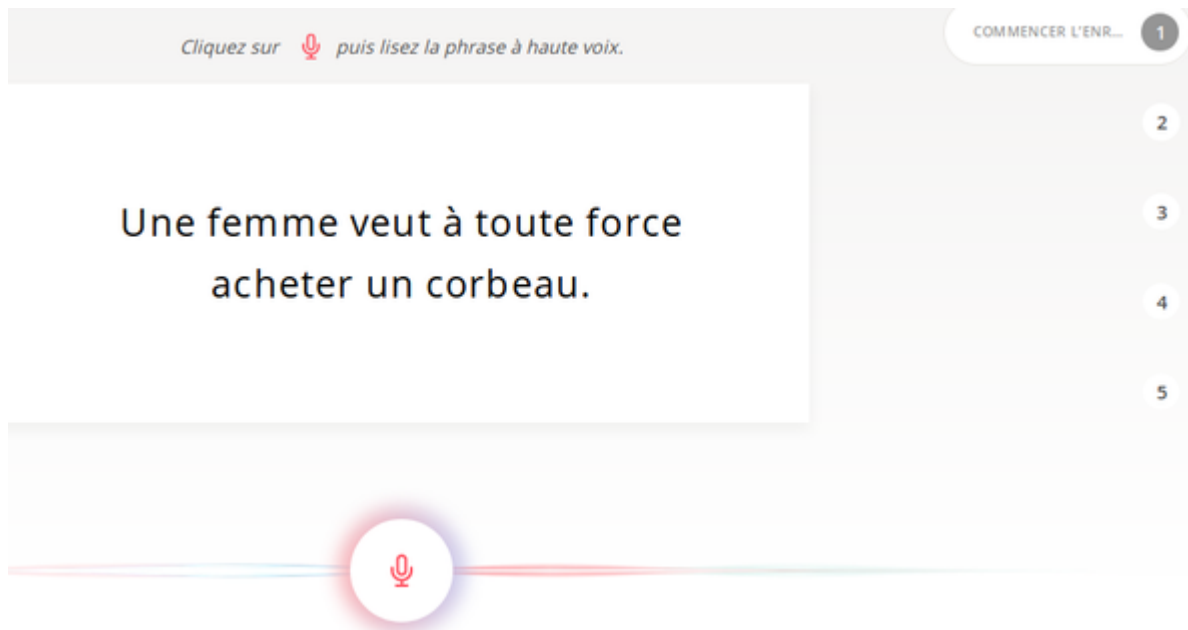 Cliquez sur puis lisez la phrase à haute voix.
COMMENCER L'ENR... 1
2
3
Une femme veut à toute force
acheter un corbeau.
4
5